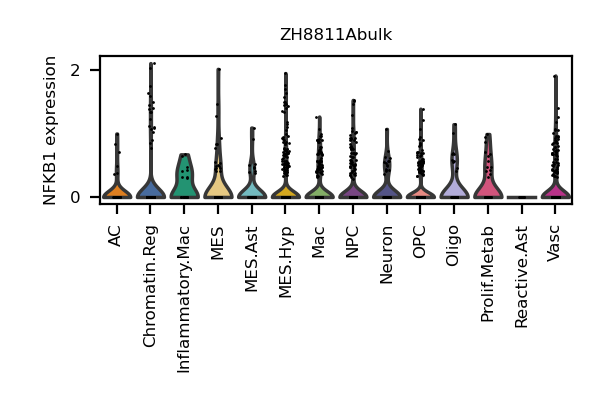 ZH8811Abulk
NFKB1 expression
2
0
AC
Chromatin.Reg
Inflammatory.Mac
MES
MES.Ast
MES.Hyp
Mac
NPC
Neuron
OPC
Oligo
Prolif.Metab
Reactive.Ast
Vasc